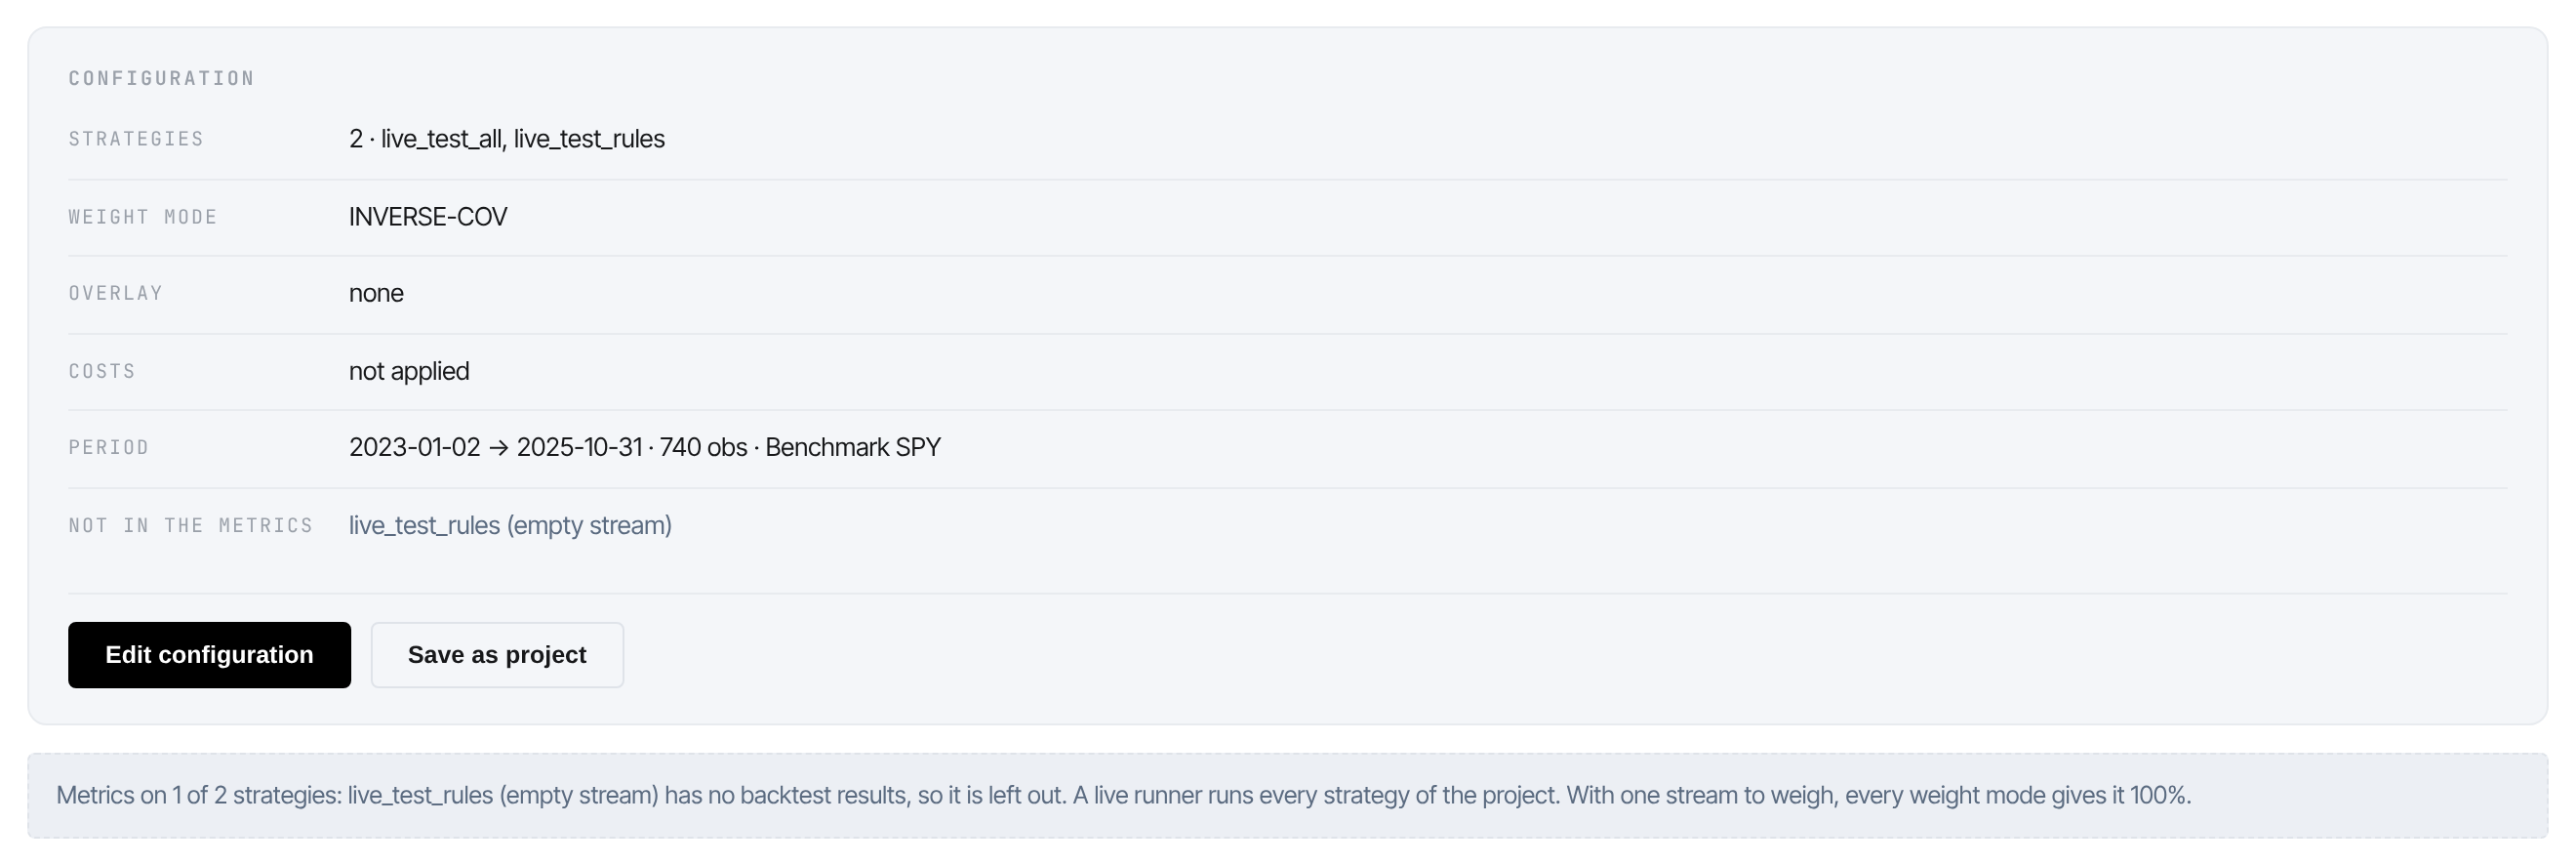 CONFIGURATION
STRATEGIES 2 · live_test_all, live_test_rules
WEIGHT MODE INVERSE-COV
OVERLAY none
COSTS not applied
PERIOD 2023-01-02 → 2025-10-31 · 740 obs · Benchmark SPY
NOT IN THE METRICS live_test_rules (empty stream)
Edit configuration Save as project
Metrics on 1 of 2 strategies: live_test_rules (empty stream) has no backtest results, so it is left out. A live runner runs every strategy of the project. With one stream to weigh, every weight mode gives it 100%.